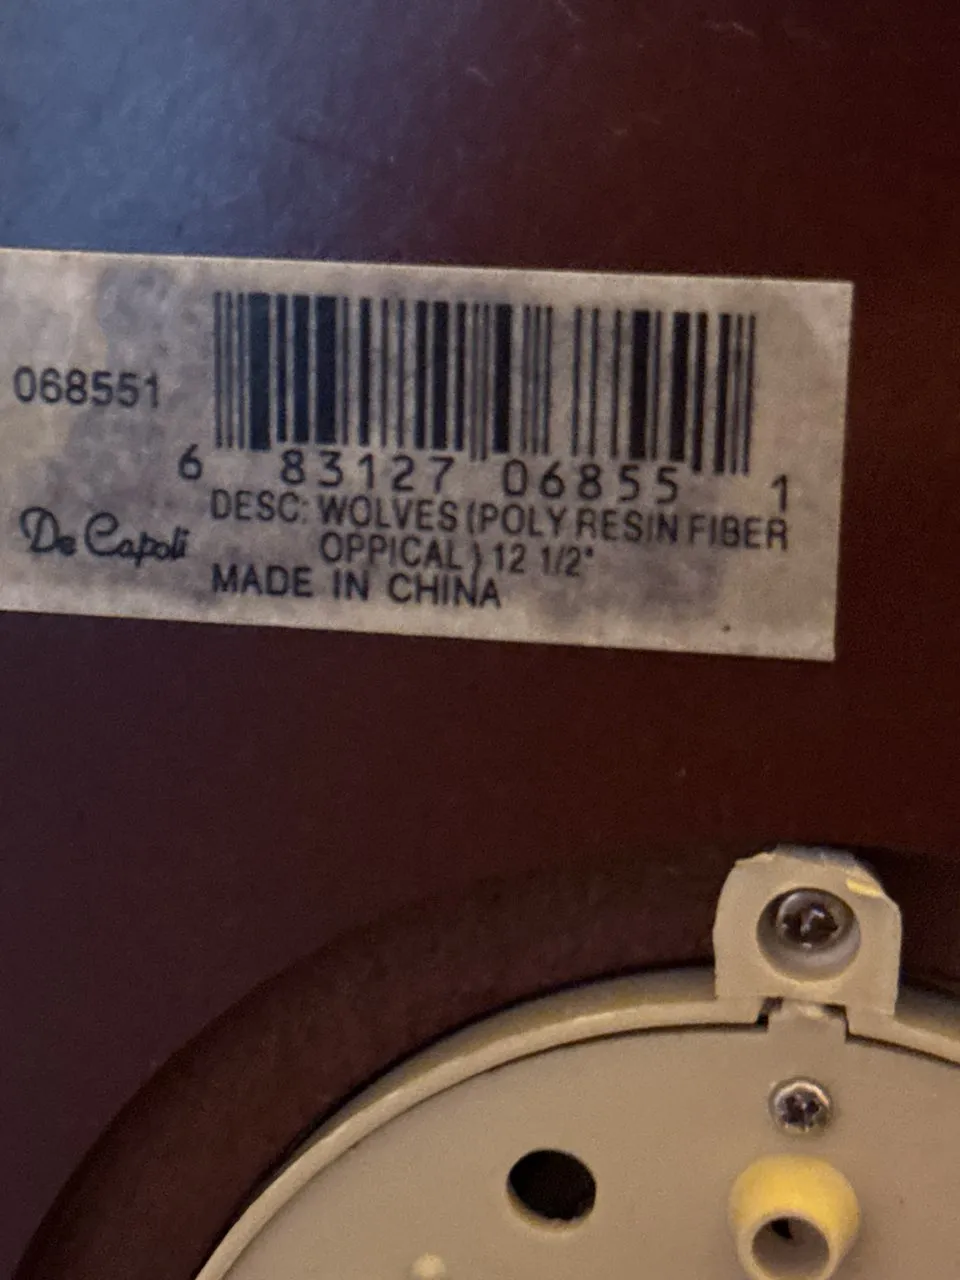 068551
6 83127 06855 1
De Capoli
DESC: WOLVES (POLY RESIN FIBER
OPPICAL) 12 1/2"
MADE IN CHINA